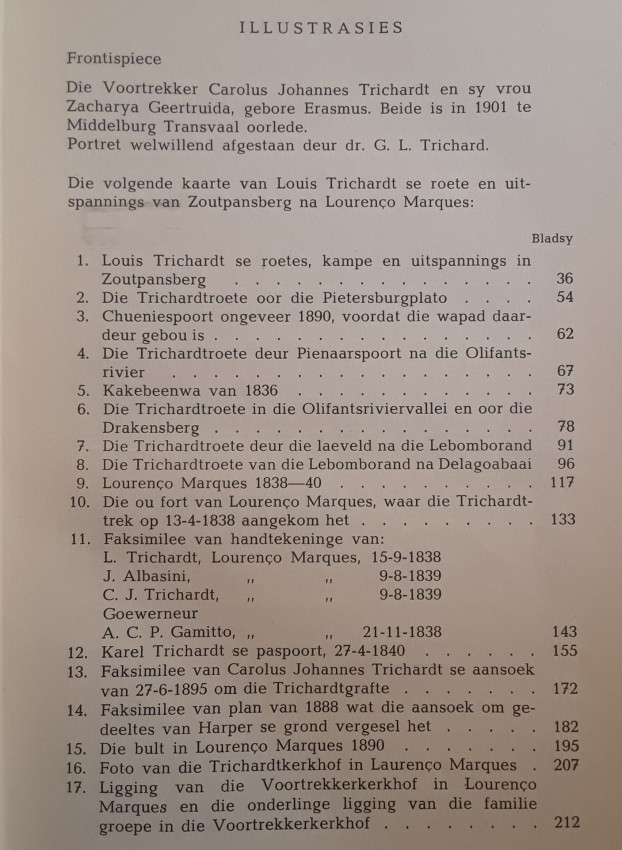 ILLUSTRASIES
Frontispiece
Die Voortrekker Carolus Johannes Trichardt en sy vrou
Zacharya Geertruida, gebore Erasmus. Beide is in 1901 te
Middelburg Transvaal oorlede.
Portret welwillend afgestaan deur dr. G. L. Trichard.
Die volgende kaarte van Louis Trichardt se roete en uit-
spannings van Zoutpansberg na Lourenço Marques:
Bladsy
1. Louis Trichardt se roetes, kampe en uitspannings in
Zoutpansberg . . . . . . . . . . . . . . . 36
2. Die Trichardtroete oor die Pietersburgplato . . . . 54
3. Chueniespoort ongeveer 1890, voordat die wapad daar-
deur gebou is . . . . . . . . . . . . . . . . 62
4. Die Trichardtroete deur Pienaarspoort na die Olifants-
rivier . . . . . . . . . . . . . . . . . . 67
5. Kakebeenwa van 1836 . . . . . . . . . . . . 73
6. Die Trichardtroete in die Olifantsriviervallei en oor die
Drakensberg . . . . . . . . . . . . . . . . 78
7. Die Trichardtroete deur die laeveld na die Lebomborand 91
8. Die Trichardtroete van die Lebomborand na Delagoabaai 96
9. Lourenço Marques 1838—40 . . . . . . . . . . 117
10. Die ou fort van Lourenço Marques, waar die Trichardt-
trek op 13-4-1838 aangekom het . . . . . . . . . 133
11. Faksimilee van handtekeninge van:
L. Trichardt, Lourenço Marques, 15-9-1838
J. Albasini, ,, ,, 9-8-1839
C. J. Trichardt, ,, ,, 9-8-1839
Goewerneur
A. C. P. Gamitto, ,, ,, 21-11-1838 143
12. Karel Trichardt se paspoort, 27-4-1840 . . . . . . 155
13. Faksimilee van Carolus Johannes Trichardt se aansoek
van 27-6-1895 om die Trichardtgrafte . . . . . . . 172
14. Faksimilee van plan van 1888 wat die aansoek om ge-
deeltes van Harper se grond vergesel het . . . . . 182
15. Die bult in Lourenço Marques 1890 . . . . . . . 195
16. Foto van die Trichardtkerkhof in Laurenço Marques . 207
17. Ligging van die Voortrekkerkerkhof in Lourenço
Marques en die onderlinge ligging van die familie
groepe in die Voortrekkerkerkhof . . . . . . . . 212